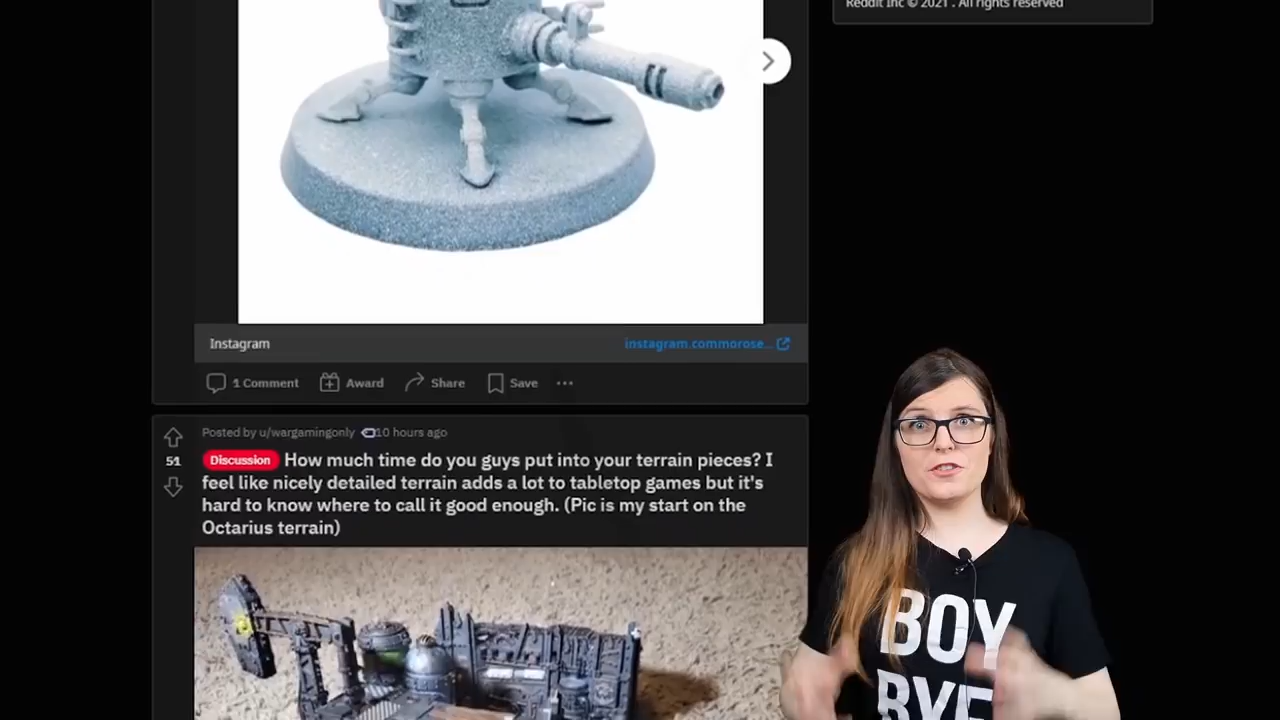 Reddit Inc © 2021 . All rights reserved
Instagram
instagram.commorose...
1 Comment
Award
Share
Save
Posted by u/wargamingonly 10 hours ago
51
Discussion How much time do you guys put into your terrain pieces? I
feel like nicely detailed terrain adds a lot to tabletop games but it's
hard to know where to call it good enough. (Pic is my start on the
Octarius terrain)
BOY
BYE